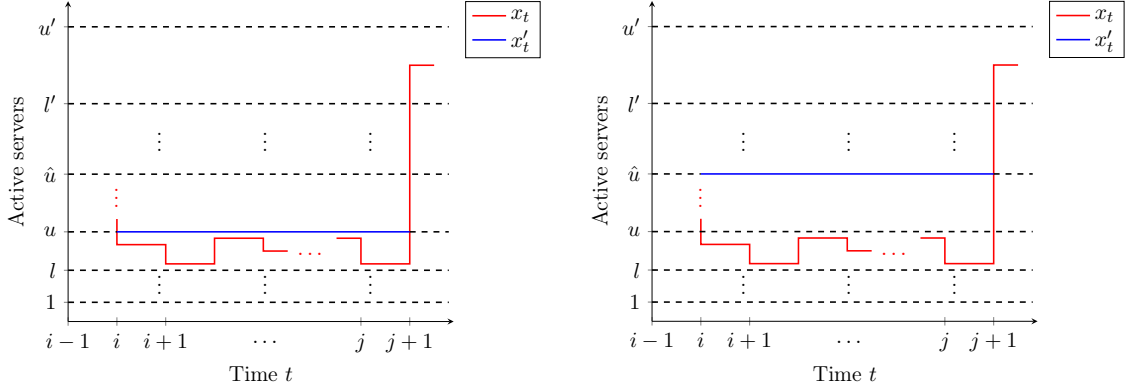 u′
l′
û
u
l
1
Active servers
i − 1
i
i + 1
⋯
j
j + 1
Time t
x_t
x′_t
u′
l′
û
u
l
1
Active servers
i − 1
i
i + 1
⋯
j
j + 1
Time t
x_t
x′_t